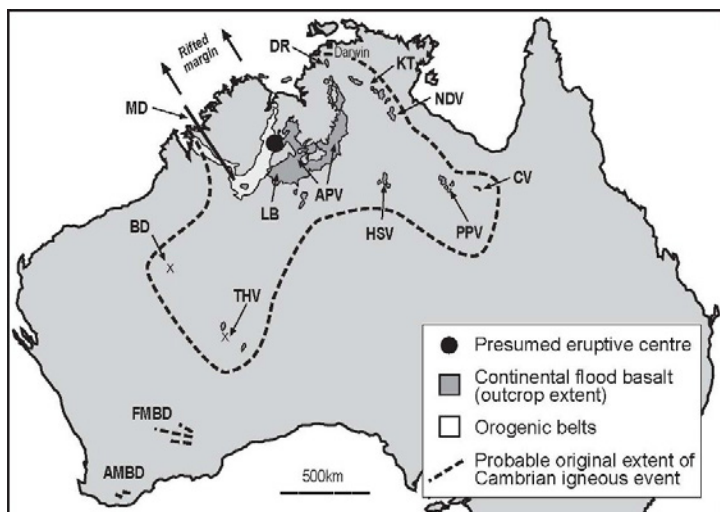 Rifted
margin
DR
Darwin
KT
NDV
MD
CV
LB
APV
HSV
PPV
BD
THV
FMBD
AMBD
500km
Presumed eruptive centre
Continental flood basalt
(outcrop extent)
Orogenic belts
Probable original extent of
Cambrian igneous event